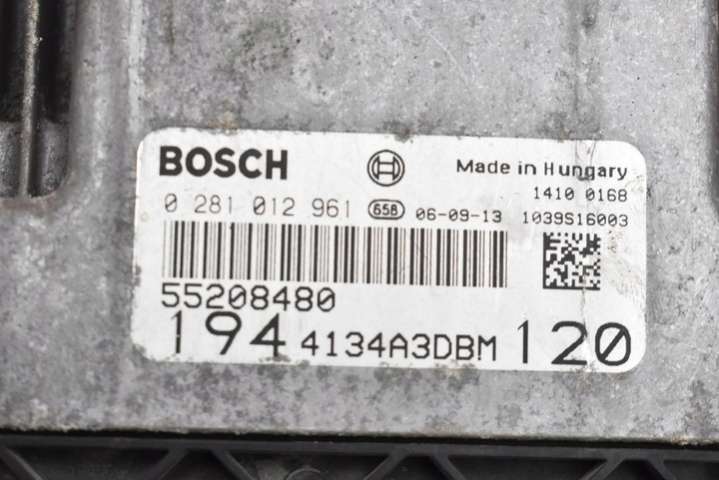 BOSCH Made in Hungary
1410 0168
0 281 012 961 658 06-09-13 1039S16003
55208480
194 4134A3DBM 120